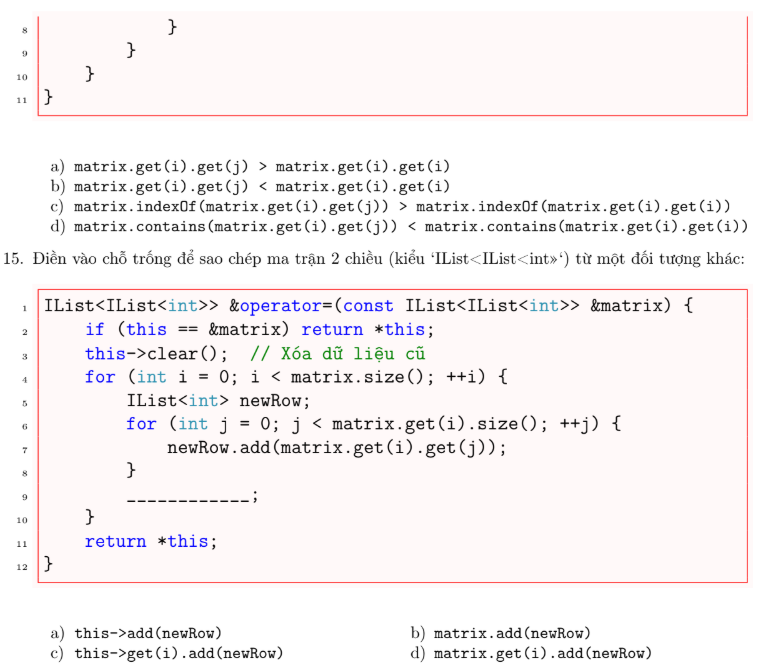 8 }
9 }
10 }
11 }
a) matrix.get(i).get(j) > matrix.get(i).get(i)
b) matrix.get(i).get(j) < matrix.get(i).get(i)
c) matrix.indexOf(matrix.get(i).get(j)) > matrix.indexOf(matrix.get(i).get(i))
d) matrix.contains(matrix.get(i).get(j)) < matrix.contains(matrix.get(i).get(i))
15. Điền vào chỗ trống để sao chép ma trận 2 chiều (kiểu ‘IList<IList<int»‘) từ một đối tượng khác:
1 IList<IList<int>> &operator=(const IList<IList<int>> &matrix) {
2 if (this == &matrix) return *this;
3 this->clear(); // Xóa dữ liệu cũ
4 for (int i = 0; i < matrix.size(); ++i) {
5 IList<int> newRow;
6 for (int j = 0; j < matrix.get(i).size(); ++j) {
7 newRow.add(matrix.get(i).get(j));
8 }
9 ____________;
10 }
11 return *this;
12 }
a) this->add(newRow) b) matrix.add(newRow)
c) this->get(i).add(newRow) d) matrix.get(i).add(newRow)